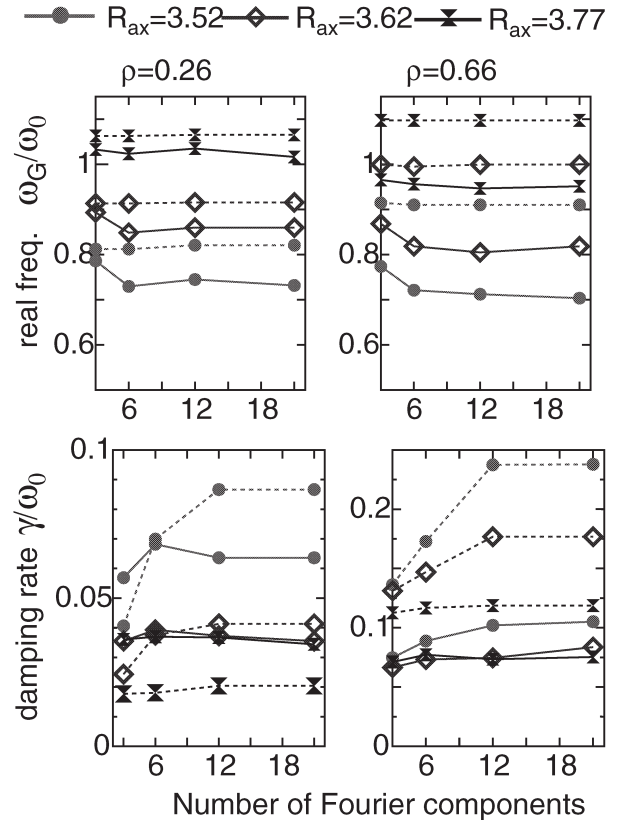 R_ax=3.52 R_ax=3.62 R_ax=3.77
ρ=0.26 ρ=0.66
real freq. ω_G/ω_0
1
0.8
0.6
6 12 18
1
0.8
0.6
6 12 18
damping rate γ/ω_0
0.1
0.05
0
6 12 18
0.2
0.1
0
6 12 18
Number of Fourier components